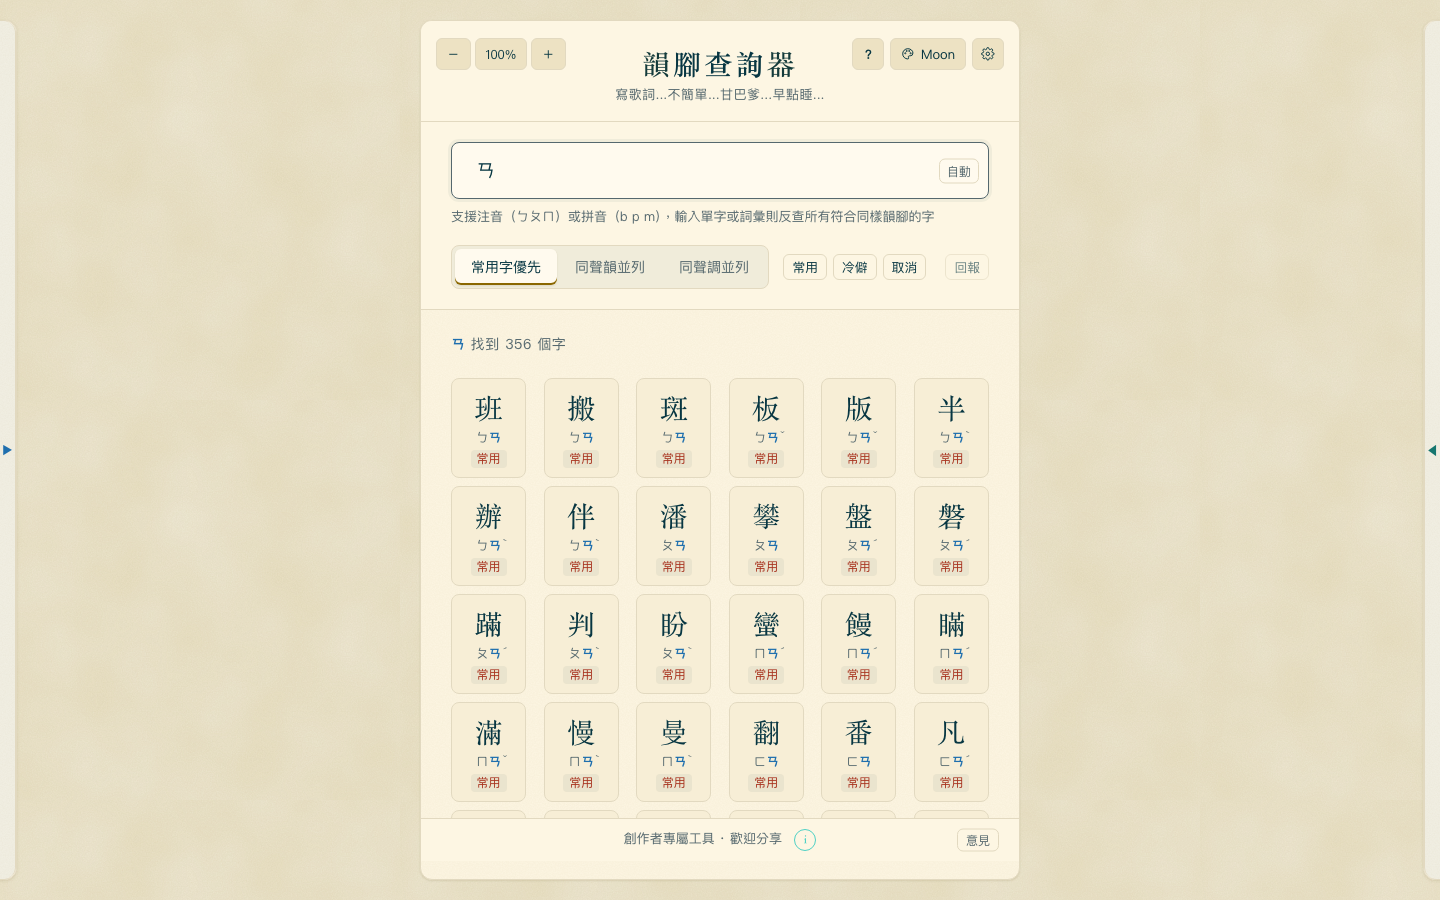 − 100% + 韻腳查詢器 ? Moon
寫歌詞...不簡單...甘巴爹...早點睡...
ㄢ 自動
支援注音（ㄅㄆㄇ）或拼音（b p m），輸入單字或詞彙則反查所有符合同樣韻腳的字
常用字優先 同聲韻並列 同聲調並列 常用 冷僻 取消 回報
ㄢ 找到 356 個字
班 搬 斑 板 版 半
ㄅㄢ ㄅㄢ ㄅㄢ ㄅㄢˇ ㄅㄢˇ ㄅㄢˋ
常用 常用 常用 常用 常用 常用
辦 伴 潘 攀 盤 磐
ㄅㄢˋ ㄅㄢˋ ㄆㄢ ㄆㄢ ㄆㄢˊ ㄆㄢˊ
常用 常用 常用 常用 常用 常用
蹣 判 盼 蠻 饅 瞞
ㄆㄢˊ ㄆㄢˋ ㄆㄢˋ ㄇㄢˊ ㄇㄢˊ ㄇㄢˊ
常用 常用 常用 常用 常用 常用
滿 慢 曼 翻 番 凡
ㄇㄢˇ ㄇㄢˋ ㄇㄢˋ ㄈㄢ ㄈㄢ ㄈㄢˊ
常用 常用 常用 常用 常用 常用
創作者專屬工具 · 歡迎分享 i 意見